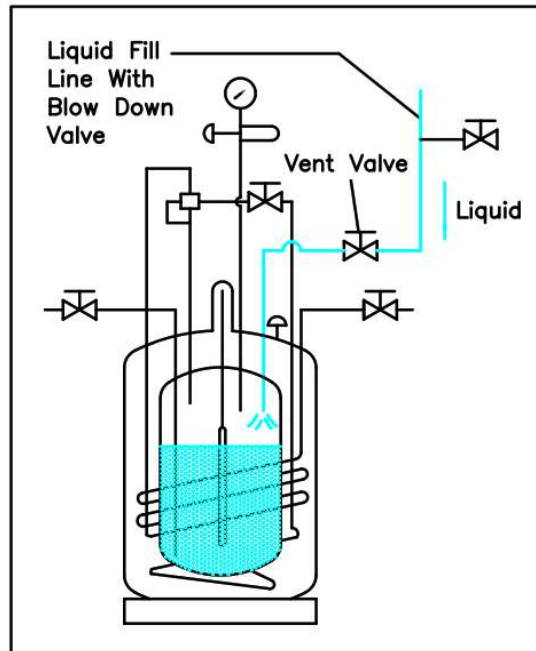 Liquid Fill
Line With
Blow Down
Valve
Vent Valve
Liquid